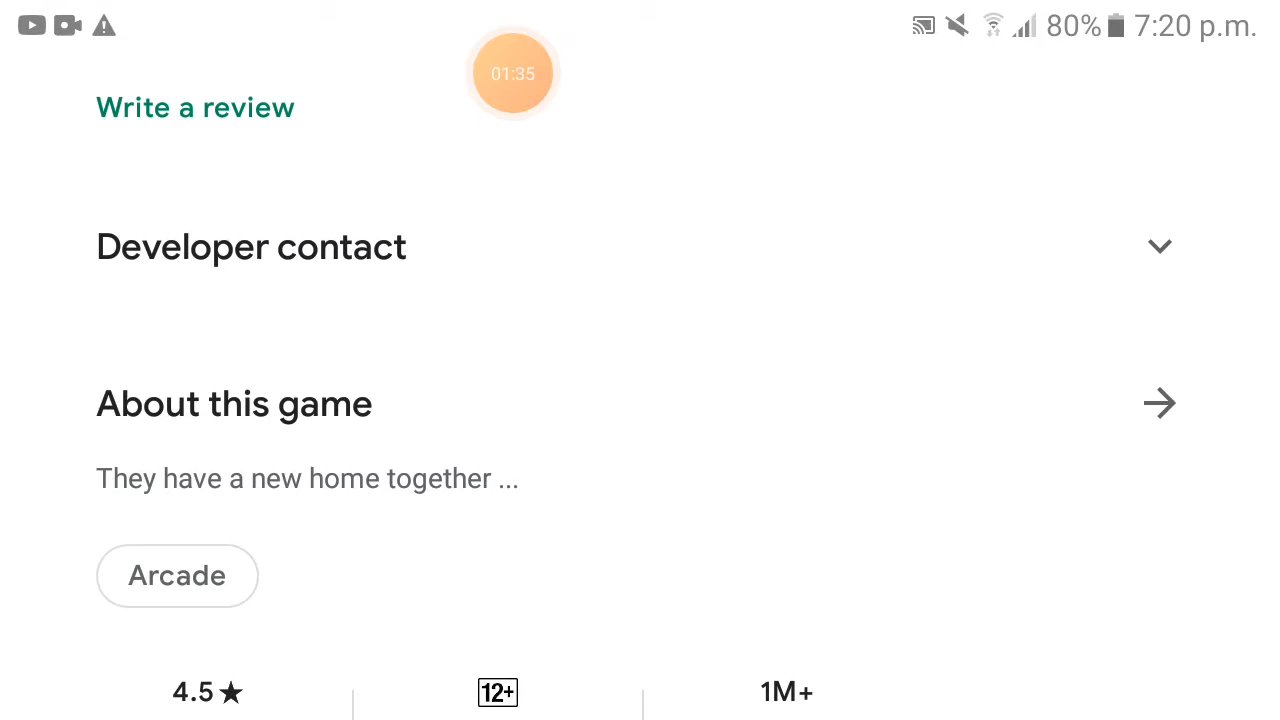 80% 7:20 p.m.
01:35
Write a review
Developer contact
About this game
They have a new home together ...
Arcade
4.5★ 12+ 1M+